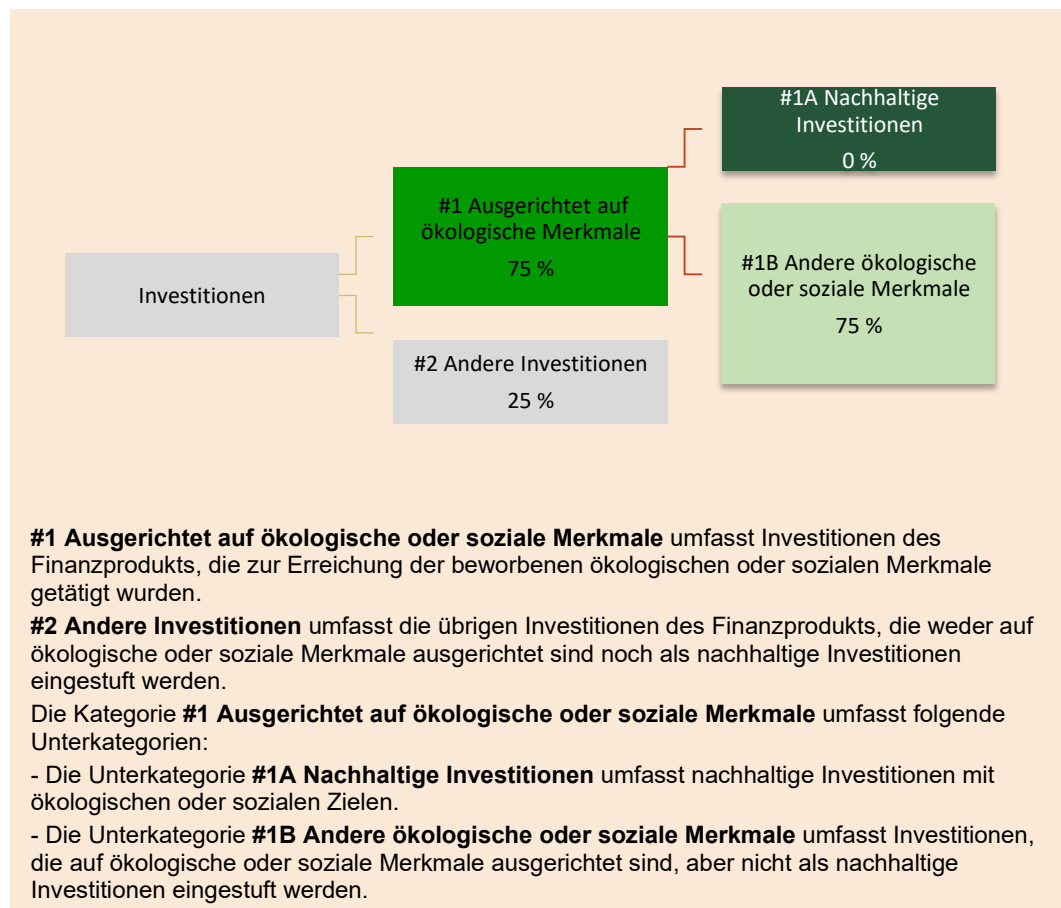 #1A Nachhaltige
Investitionen
0 %
#1 Ausgerichtet auf
ökologische Merkmale
75 %
#1B Andere ökologische
oder soziale Merkmale
75 %
Investitionen
#2 Andere Investitionen
25 %
#1 Ausgerichtet auf ökologische oder soziale Merkmale umfasst Investitionen des
Finanzprodukts, die zur Erreichung der beworbenen ökologischen oder sozialen Merkmale
getätigt wurden.
#2 Andere Investitionen umfasst die übrigen Investitionen des Finanzprodukts, die weder auf
ökologische oder soziale Merkmale ausgerichtet sind noch als nachhaltige Investitionen
eingestuft werden.
Die Kategorie #1 Ausgerichtet auf ökologische oder soziale Merkmale umfasst folgende
Unterkategorien:
- Die Unterkategorie #1A Nachhaltige Investitionen umfasst nachhaltige Investitionen mit
ökologischen oder sozialen Zielen.
- Die Unterkategorie #1B Andere ökologische oder soziale Merkmale umfasst Investitionen,
die auf ökologische oder soziale Merkmale ausgerichtet sind, aber nicht als nachhaltige
Investitionen eingestuft werden.